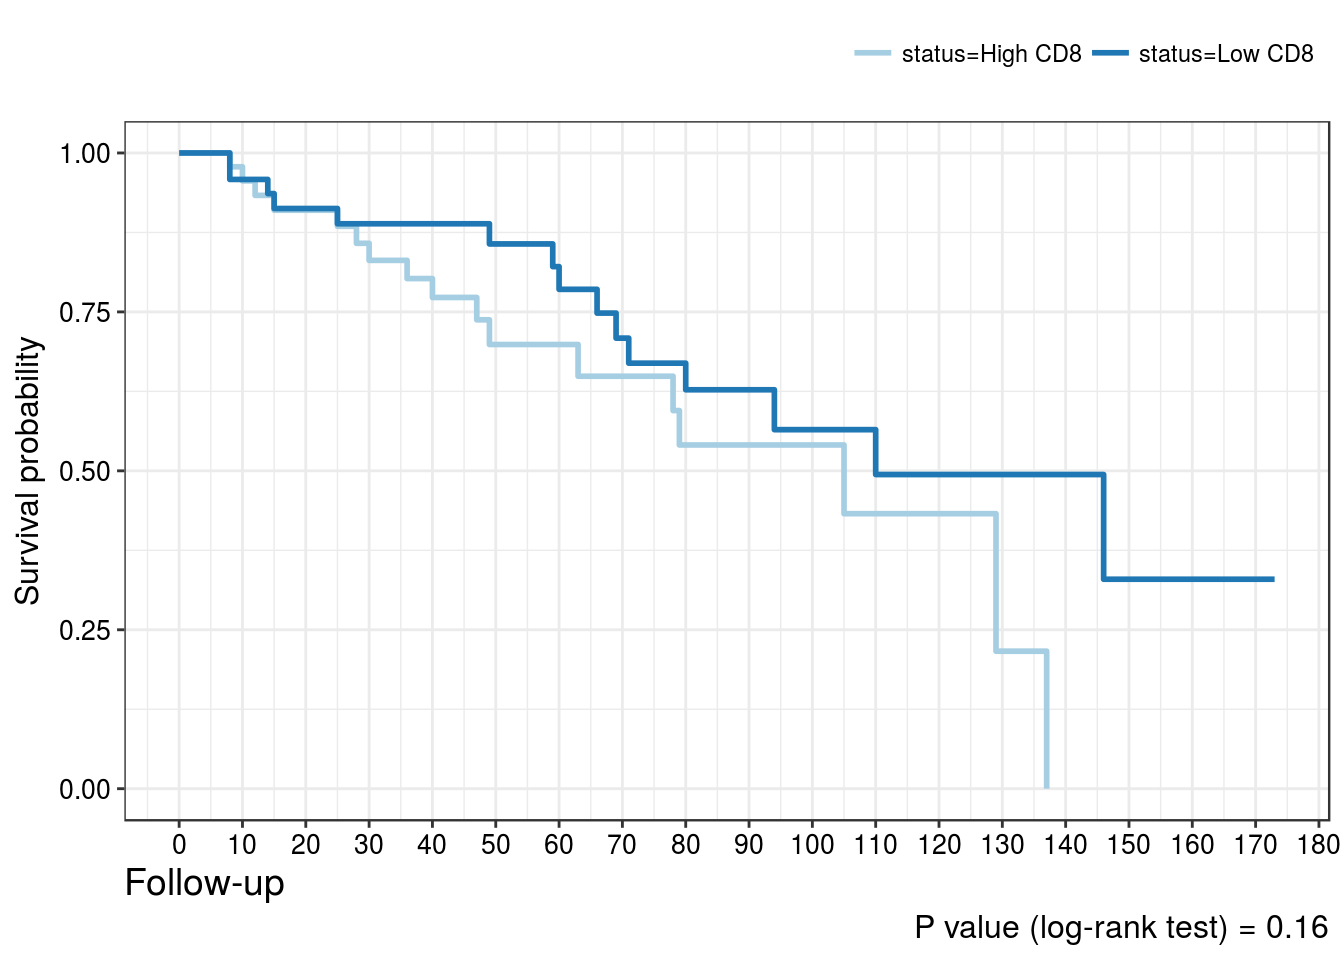 status=High CD8 status=Low CD8
Survival probability
1.00
0.75
0.50
0.25
0.00
0 10 20 30 40 50 60 70 80 90 100 110 120 130 140 150 160 170 180
Follow-up
P value (log-rank test) = 0.16